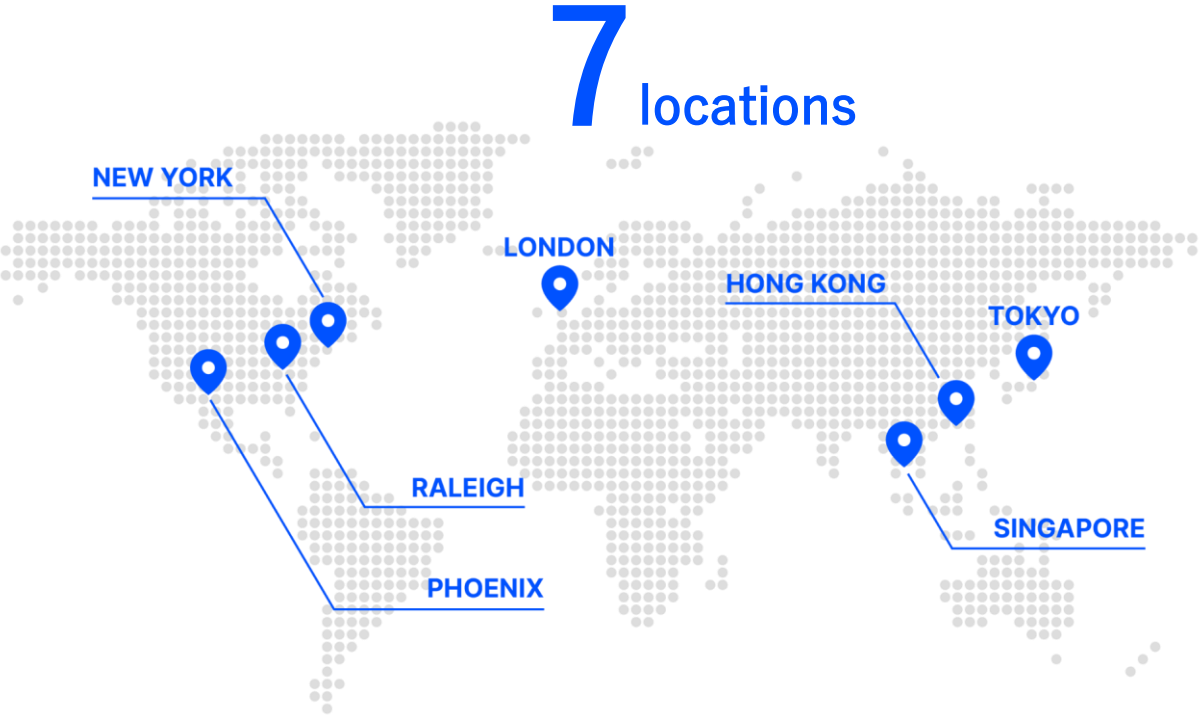 7 locations
NEW YORK
LONDON
HONG KONG
TOKYO
RALEIGH
SINGAPORE
PHOENIX